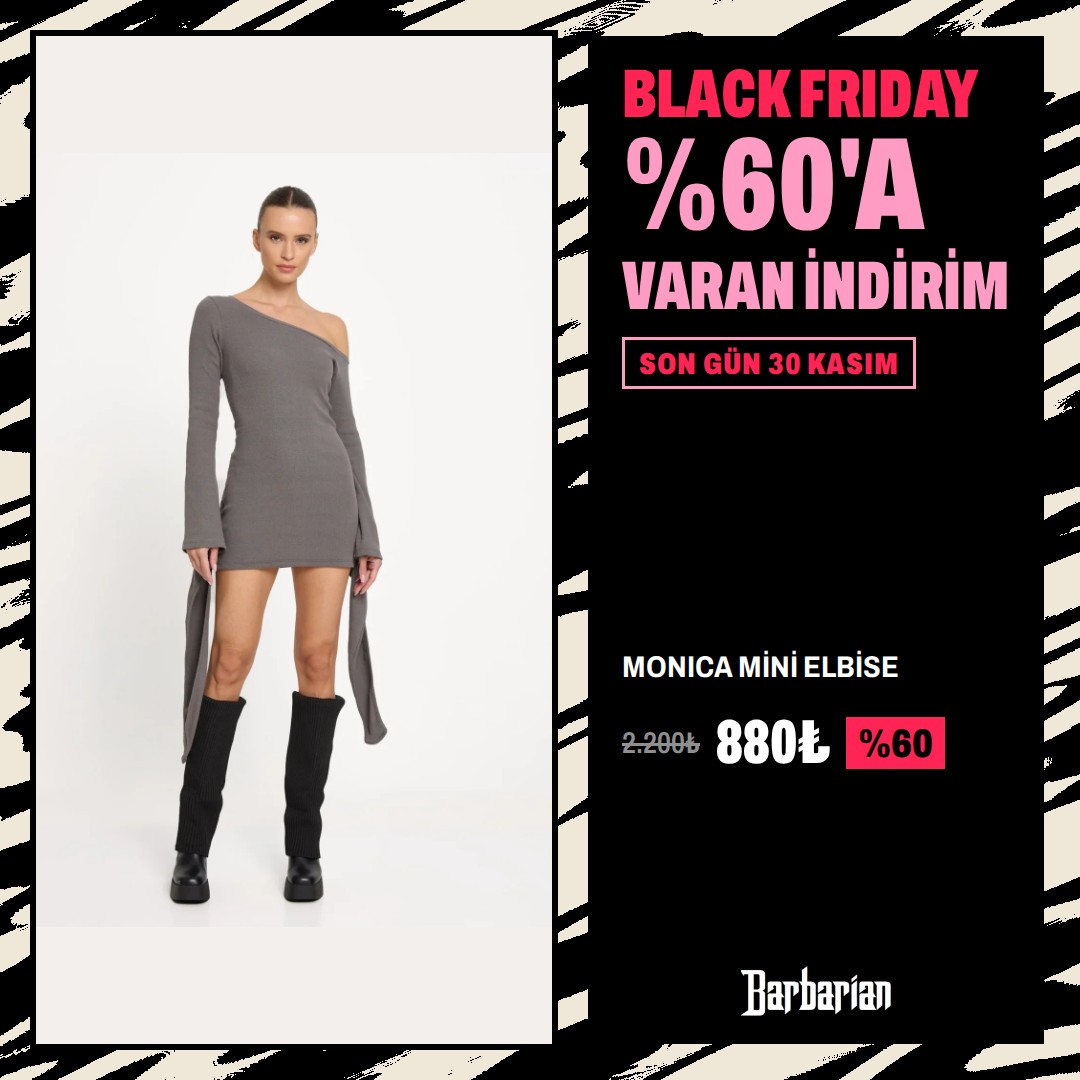 BLACK FRIDAY
%60'A
VARAN İNDİRİM
SON GÜN 30 KASIM
MONICA MİNİ ELBİSE
2.200₺ 880₺ %60
Barbarian